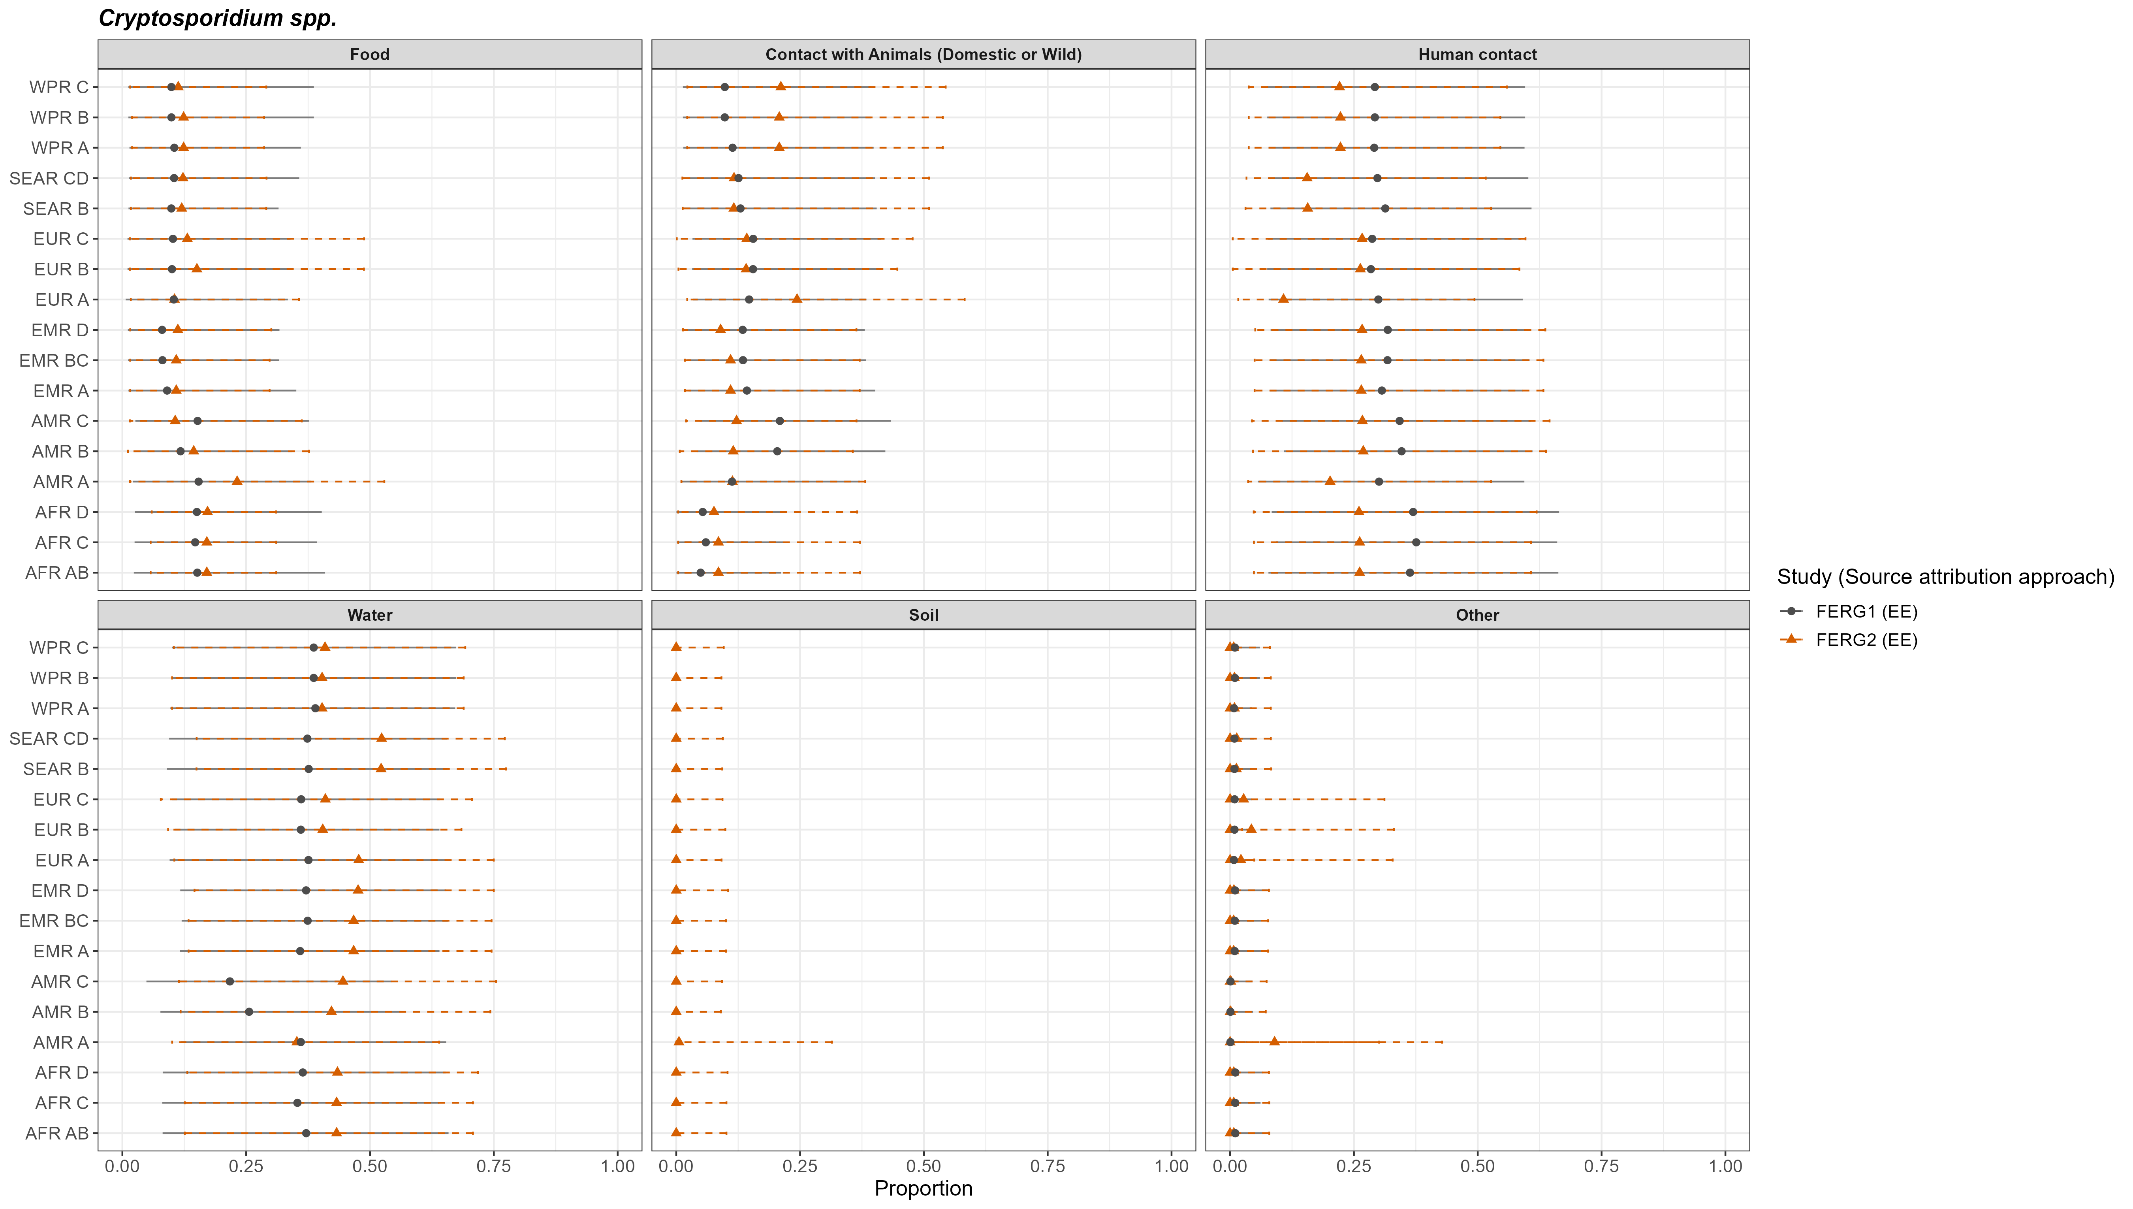 Cryptosporidium spp.
Food
Contact with Animals (Domestic or Wild)
Human contact
WPR C
WPR B
WPR A
SEAR CD
SEAR B
EUR C
EUR B
EUR A
EMR D
EMR BC
EMR A
AMR C
AMR B
AMR A
AFR D
AFR C
AFR AB
Water
Soil
Other
WPR C
WPR B
WPR A
SEAR CD
SEAR B
EUR C
EUR B
EUR A
EMR D
EMR BC
EMR A
AMR C
AMR B
AMR A
AFR D
AFR C
AFR AB
0.00 0.25 0.50 0.75 1.00 0.00 0.25 0.50 0.75 1.00 0.00 0.25 0.50 0.75 1.00
Proportion
Study (Source attribution approach)
FERG1 (EE)
FERG2 (EE)